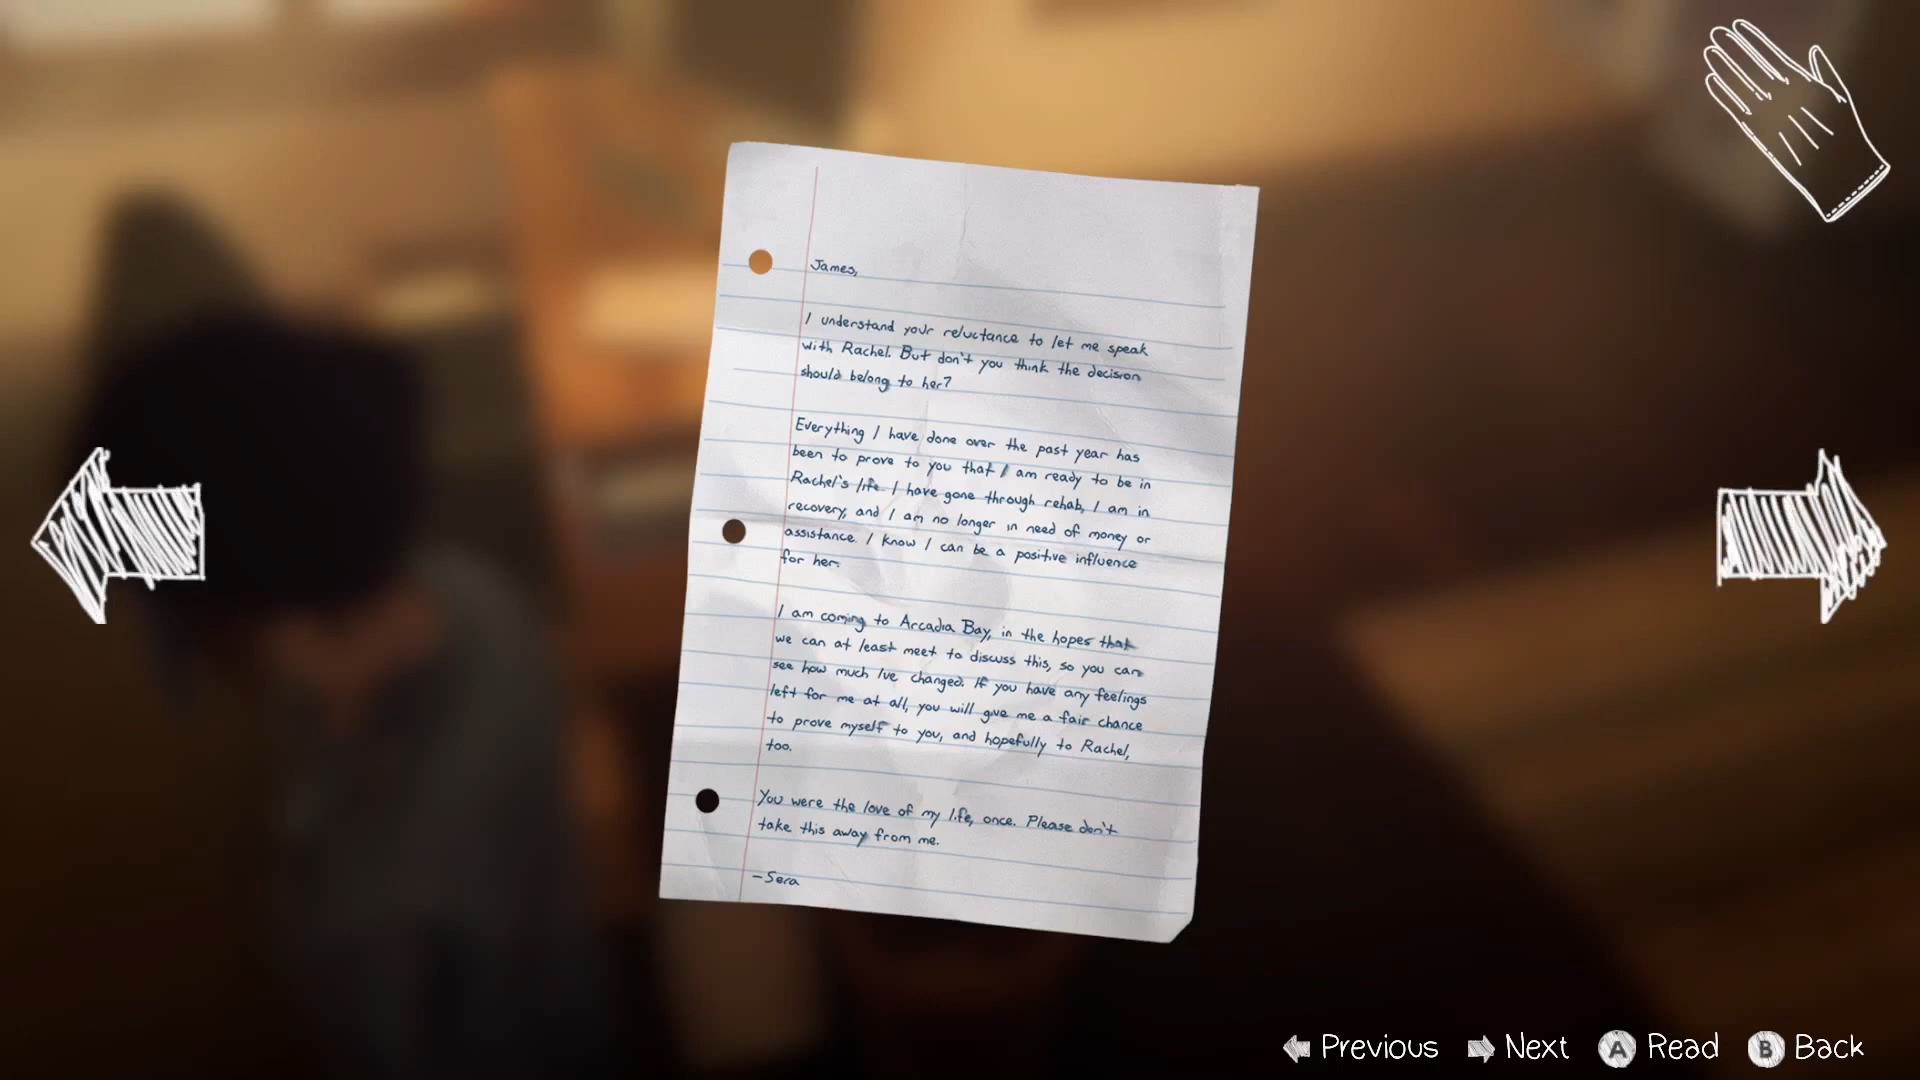 James,
I understand your reluctance to let me speak
with Rachel. But don't you think the decision
should belong to her?
Everything I have done over the past year has
been to prove to you that I am ready to be in
Rachel's life. I have gone through rehab, I am in
recovery, and I am no longer in need of money or
assistance. I know I can be a positive influence
for her.
I am coming to Arcadia Bay, in the hopes that
we can at least meet to discuss this, so you can
see how much I've changed. If you have any feelings
left for me at all, you will give me a fair chance
to prove myself to you, and hopefully to Rachel,
too.
You were the love of my life, once. Please don't
take this away from me.
-Sera
Previous Next A Read B Back